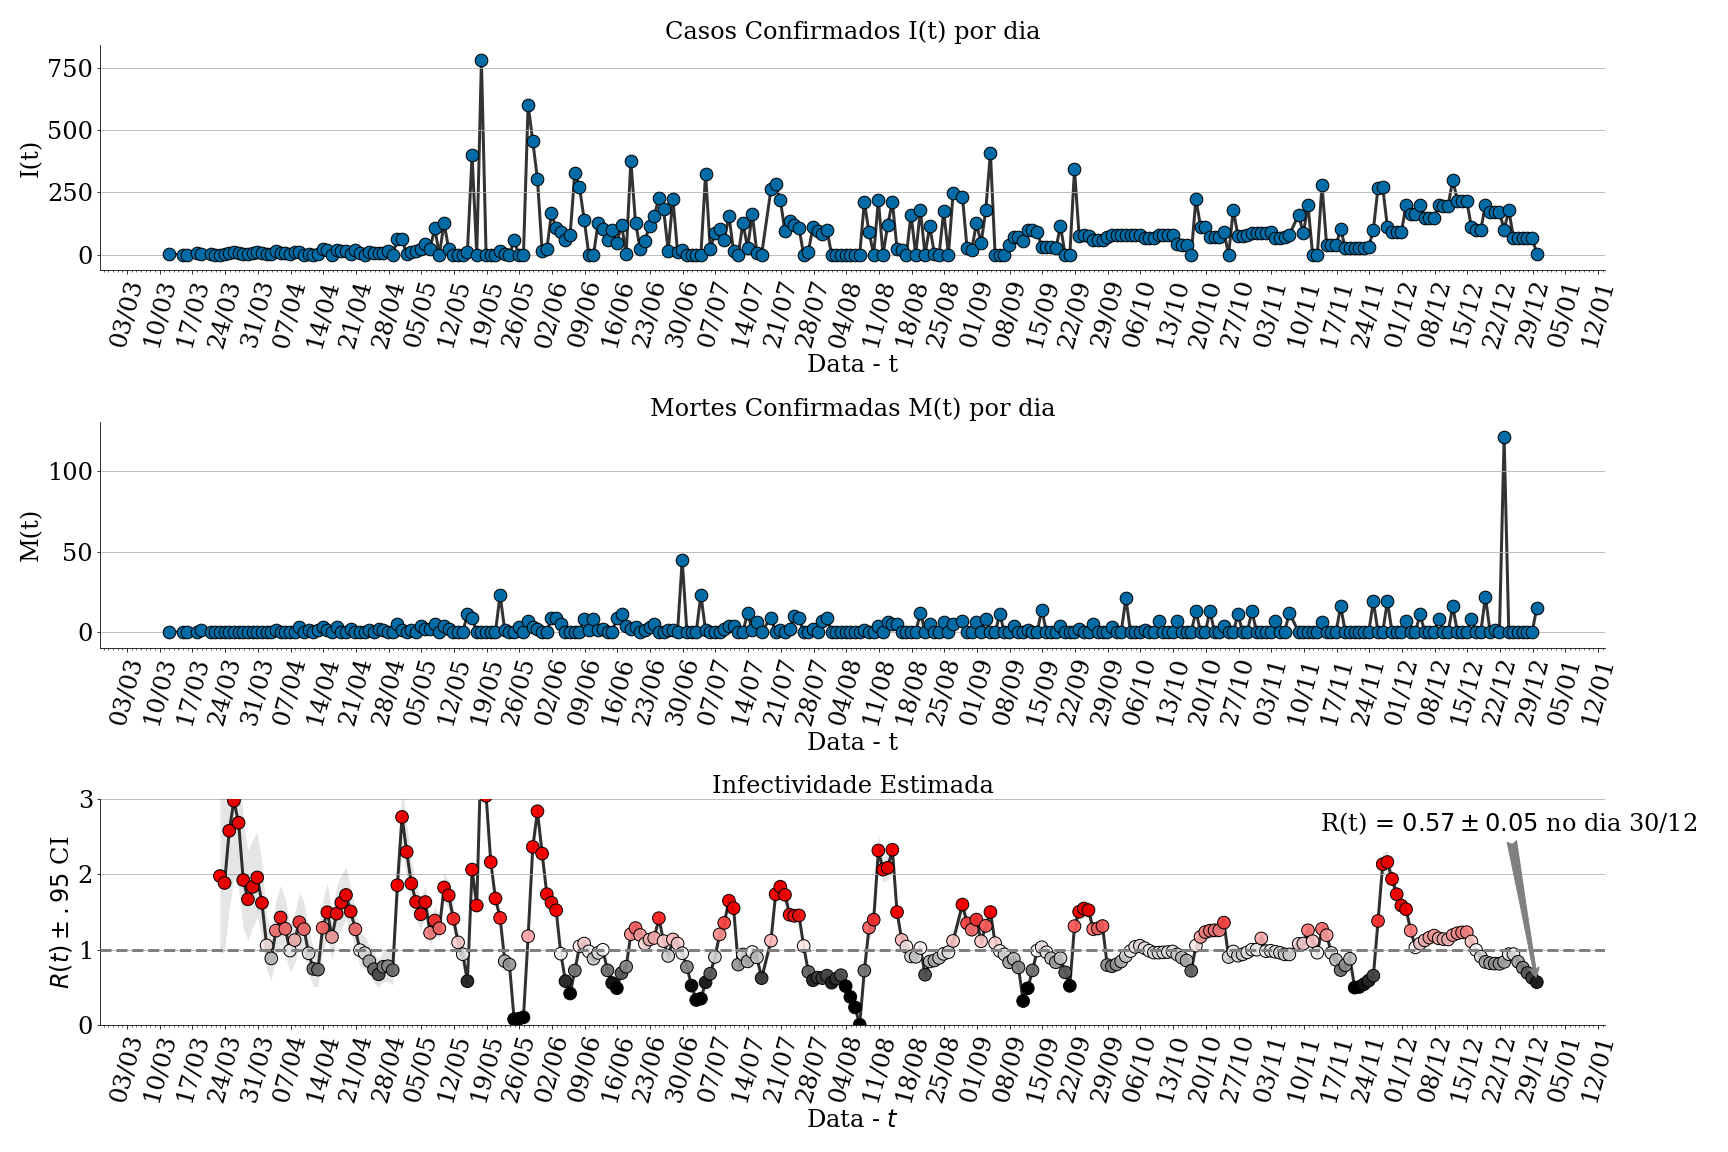 Casos Confirmados I(t) por dia
750
500
250
0
I(t)
03/03 10/03 17/03 24/03 31/03 07/04 14/04 21/04 28/04 05/05 12/05 19/05 26/05 02/06 09/06 16/06 23/06 30/06 07/07 14/07 21/07 28/07 04/08 11/08 18/08 25/08 01/09 08/09 15/09 22/09 29/09 06/10 13/10 20/10 27/10 03/11 10/11 17/11 24/11 01/12 08/12 15/12 22/12 29/12 05/01 12/01
Data - t
Mortes Confirmadas M(t) por dia
100
50
0
M(t)
03/03 10/03 17/03 24/03 31/03 07/04 14/04 21/04 28/04 05/05 12/05 19/05 26/05 02/06 09/06 16/06 23/06 30/06 07/07 14/07 21/07 28/07 04/08 11/08 18/08 25/08 01/09 08/09 15/09 22/09 29/09 06/10 13/10 20/10 27/10 03/11 10/11 17/11 24/11 01/12 08/12 15/12 22/12 29/12 05/01 12/01
Data - t
Infectividade Estimada
3
2
1
0
R(t) ± .95 CI
R(t) = 0.57 ± 0.05 no dia 30/12
03/03 10/03 17/03 24/03 31/03 07/04 14/04 21/04 28/04 05/05 12/05 19/05 26/05 02/06 09/06 16/06 23/06 30/06 07/07 14/07 21/07 28/07 04/08 11/08 18/08 25/08 01/09 08/09 15/09 22/09 29/09 06/10 13/10 20/10 27/10 03/11 10/11 17/11 24/11 01/12 08/12 15/12 22/12 29/12 05/01 12/01
Data - t